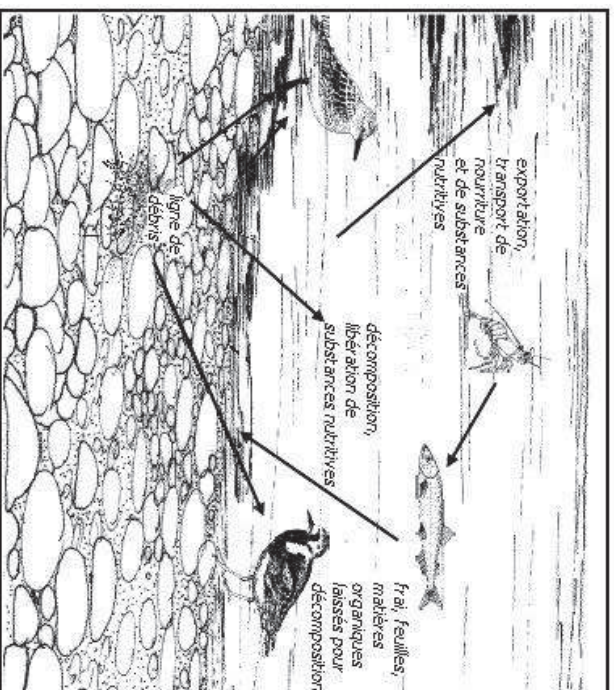 exportation,
transport de
nourriture
et de substances
nutritives
décomposition,
libération de
substances nutritives
frai, feuilles,
matières
organiques
laissés pour
décomposition
ligne de
débris